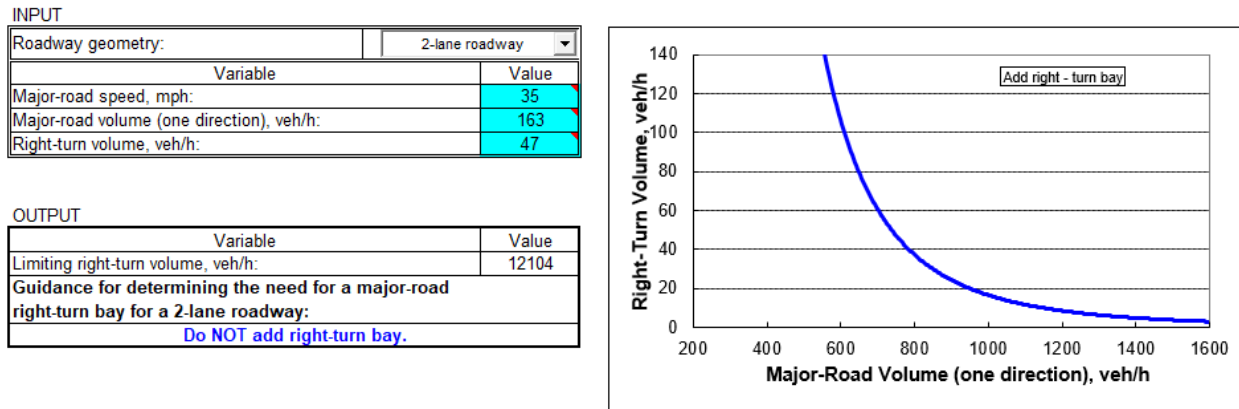 INPUT
Roadway geometry: 2-lane roadway
Variable Value
Major-road speed, mph: 35
Major-road volume (one direction), veh/h: 163
Right-turn volume, veh/h: 47
OUTPUT
Variable Value
Limiting right-turn volume, veh/h: 12104
Guidance for determining the need for a major-road
right-turn bay for a 2-lane roadway:
Do NOT add right-turn bay.
Right-Turn Volume, veh/h
140
120
100
80
60
40
20
0
Add right - turn bay
200 400 600 800 1000 1200 1400 1600
Major-Road Volume (one direction), veh/h